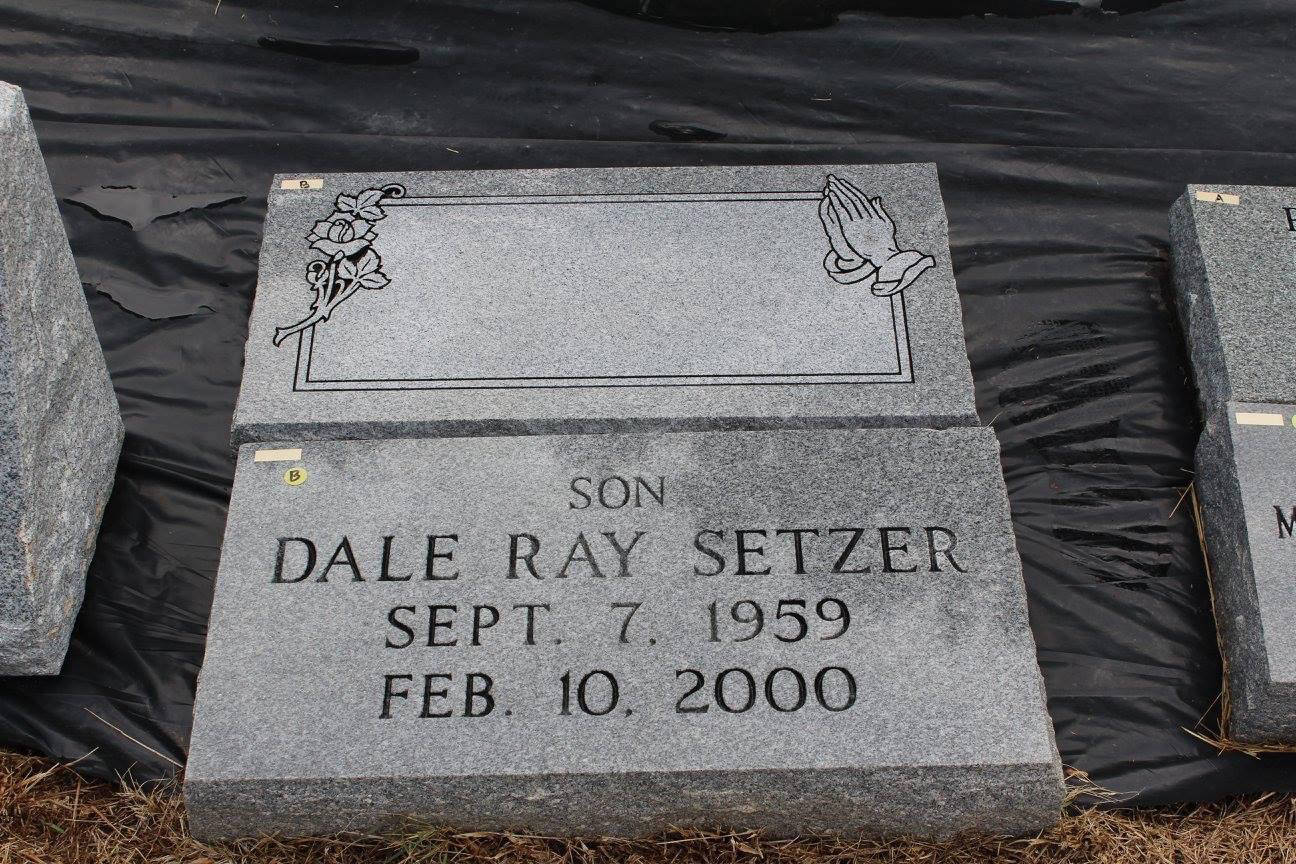 B
B
SON
DALE RAY SETZER
SEPT. 7, 1959
FEB. 10, 2000
A